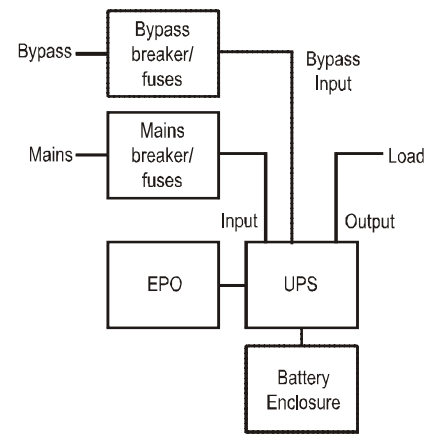 Bypass
Bypass
breaker/
fuses
Bypass
Input
Mains
Mains
breaker/
fuses
Load
Input
Output
EPO
UPS
Battery
Enclosure